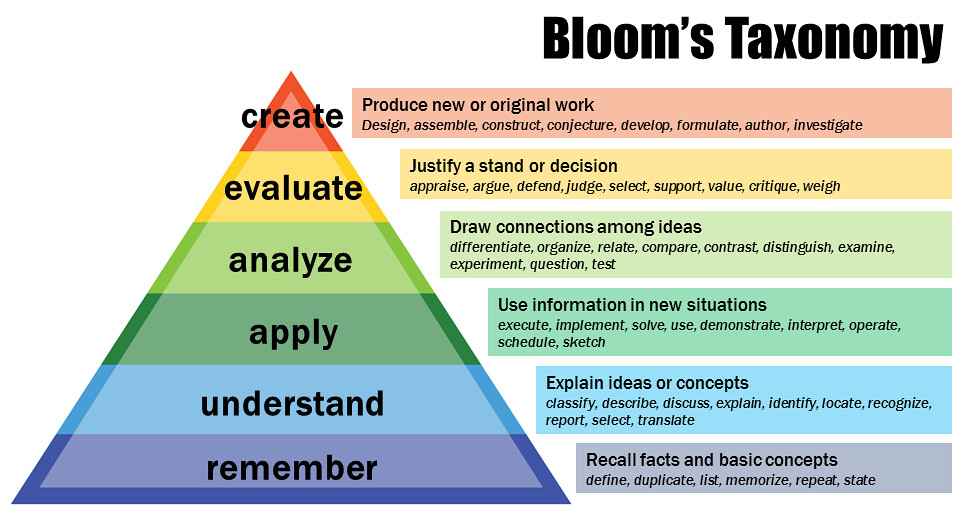 Bloom's Taxonomy
create
Produce new or original work
Design, assemble, construct, conjecture, develop, formulate, author, investigate
evaluate
Justify a stand or decision
appraise, argue, defend, judge, select, support, value, critique, weigh
analyze
Draw connections among ideas
differentiate, organize, relate, compare, contrast, distinguish, examine,
experiment, question, test
apply
Use information in new situations
execute, implement, solve, use, demonstrate, interpret, operate,
schedule, sketch
understand
Explain ideas or concepts
classify, describe, discuss, explain, identify, locate, recognize,
report, select, translate
remember
Recall facts and basic concepts
define, duplicate, list, memorize, repeat, state